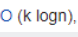 O (k logn),